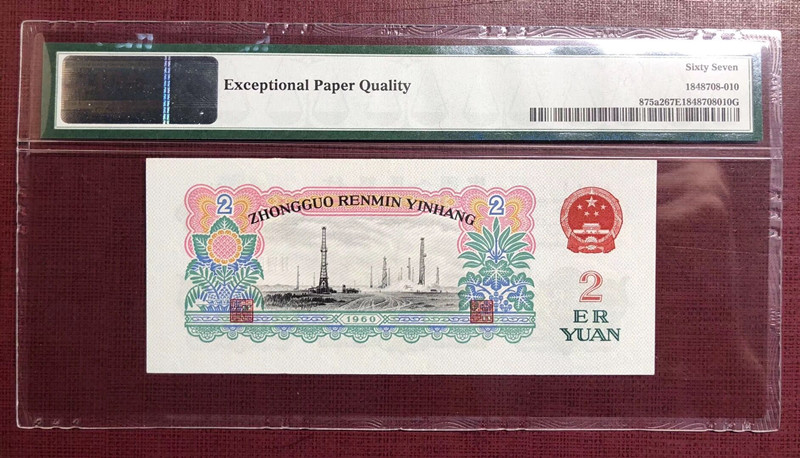 Exceptional Paper Quality
Sixty Seven
1848708-010
875a267E1848708010G
2
ZHONGGUO RENMIN YINHANG
2
1960
2
ER
YUAN